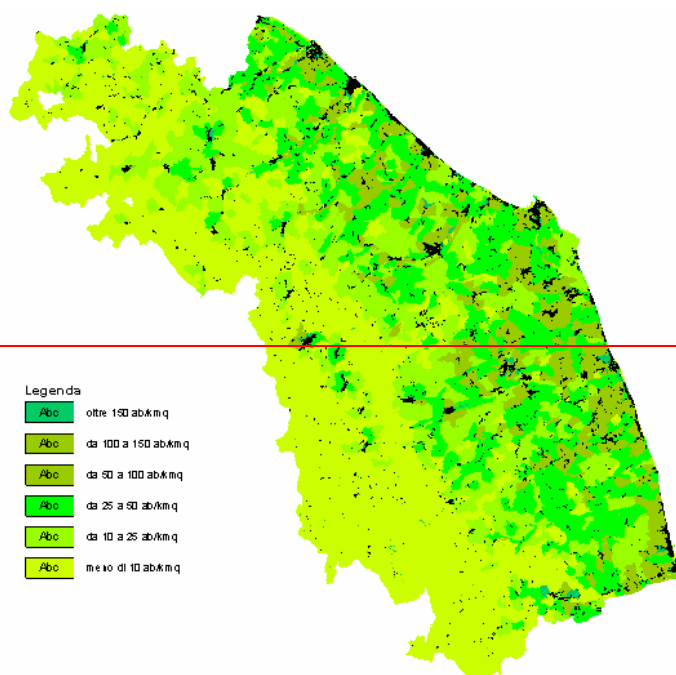 Legenda
Abc oltre 150 ab/kmq
Abc da 100 a 150 ab/kmq
Abc da 50 a 100 ab/kmq
Abc da 25 a 50 ab/kmq
Abc da 10 a 25 ab/kmq
Abc meno di 10 ab/kmq